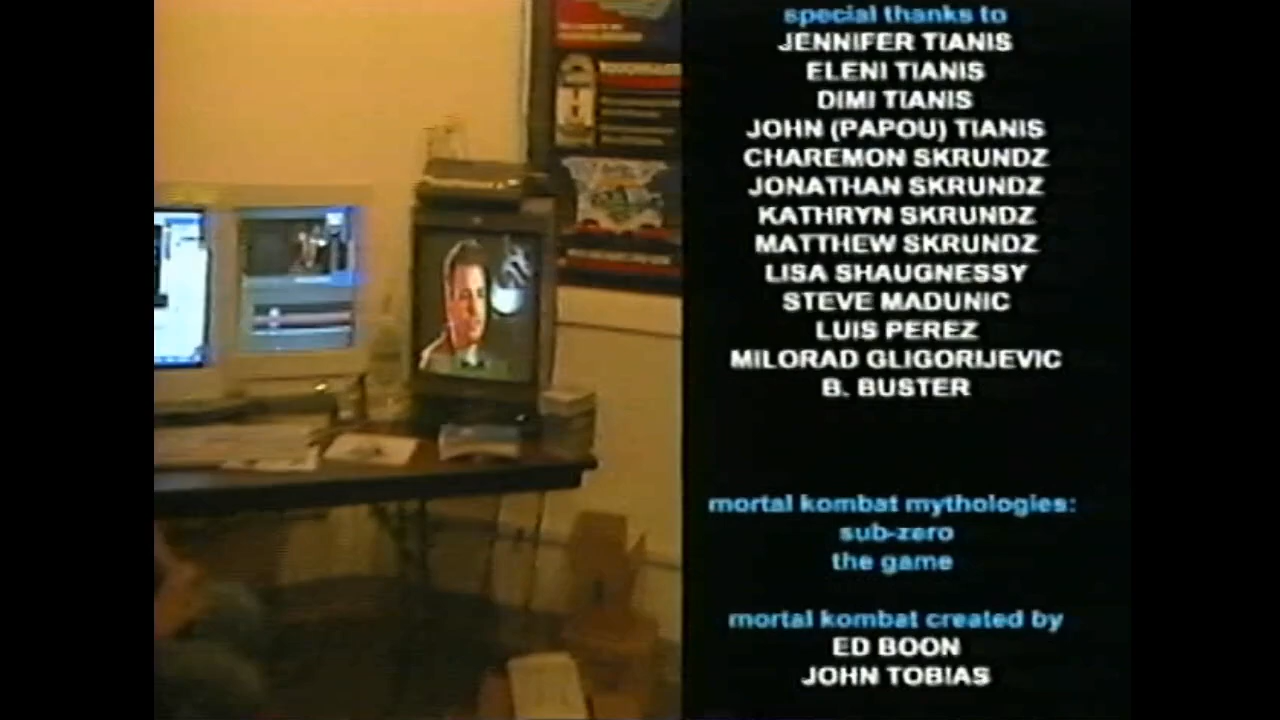 special thanks to
JENNIFER TIANIS
ELENI TIANIS
DIMI TIANIS
JOHN (PAPOU) TIANIS
CHAREMON SKRUNDZ
JONATHAN SKRUNDZ
KATHRYN SKRUNDZ
MATTHEW SKRUNDZ
LISA SHAUGNESSY
STEVE MADUNIC
LUIS PEREZ
MILORAD GLIGORIJEVIC
B. BUSTER
mortal kombat mythologies:
sub-zero
the game
mortal kombat created by
ED BOON
JOHN TOBIAS